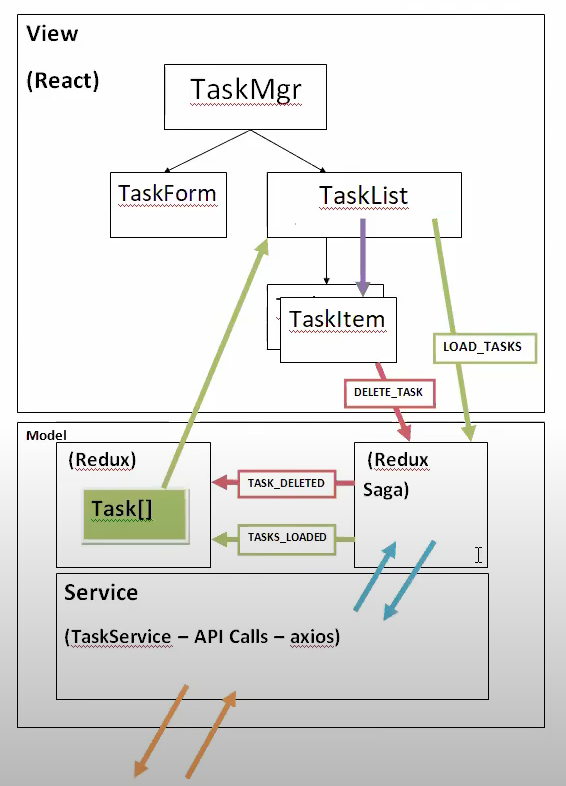 View
(React)
TaskMgr
TaskForm
TaskList
TaskItem
LOAD_TASKS
DELETE_TASK
Model
(Redux)
(Redux
Saga)
TASK_DELETED
Task[]
TASKS_LOADED
Service
(TaskService – API Calls – axios)